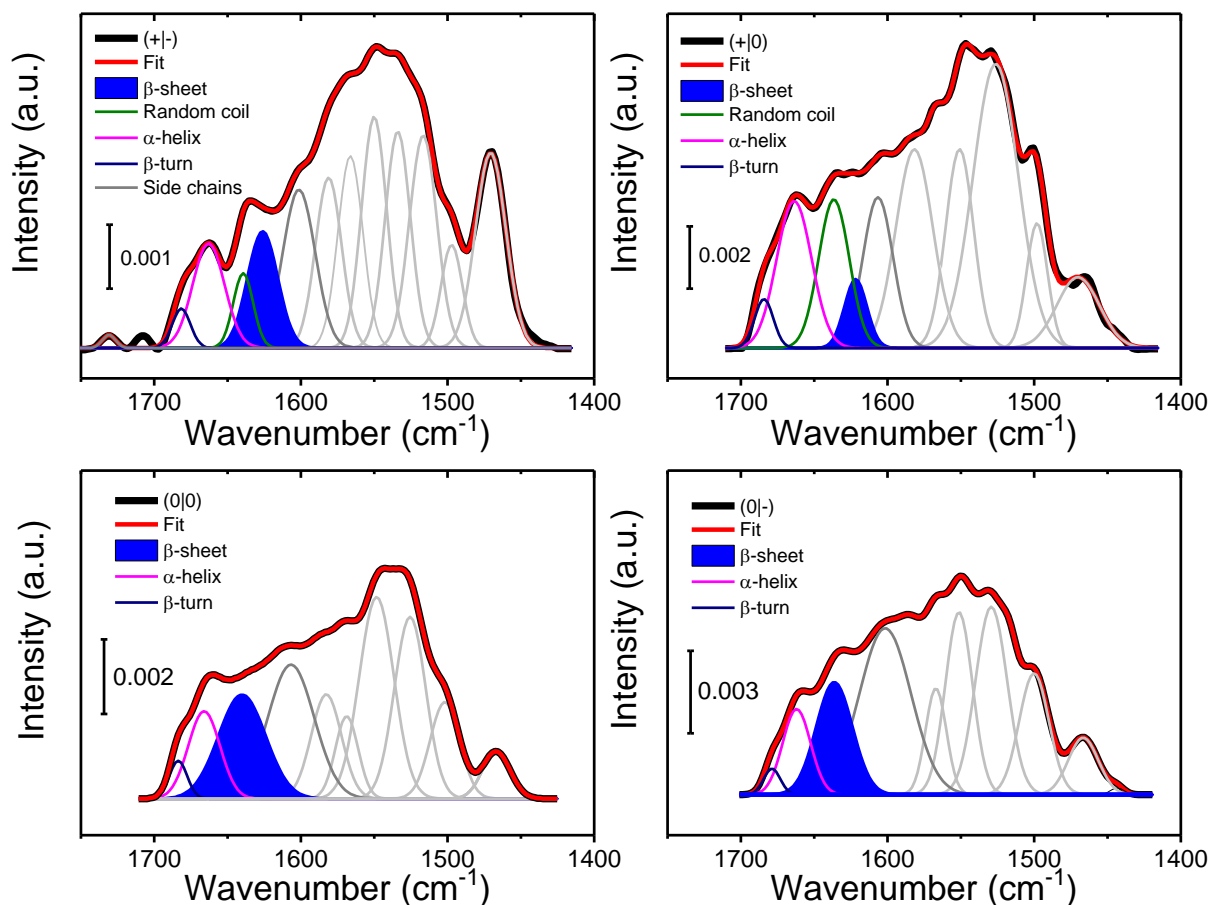 (+|-)
Fit
β-sheet
Random coil
α-helix
β-turn
Side chains
0.001
Intensity (a.u.)
1700
1600
1500
1400
Wavenumber (cm⁻¹)
(+|0)
Fit
β-sheet
Random coil
α-helix
β-turn
0.002
Intensity (a.u.)
1700
1600
1500
1400
Wavenumber (cm⁻¹)
(0|0)
Fit
β-sheet
α-helix
β-turn
0.002
Intensity (a.u.)
1700
1600
1500
1400
Wavenumber (cm⁻¹)
(0|-)
Fit
β-sheet
α-helix
β-turn
0.003
Intensity (a.u.)
1700
1600
1500
1400
Wavenumber (cm⁻¹)